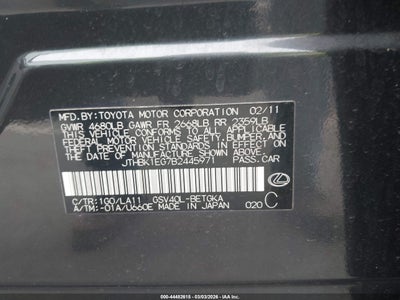 MFD. BY: TOYOTA MOTOR CORPORATION 02/11
GVWR 4680LB GAWR FR 2668LB RR 2359LB
THIS VEHICLE CONFORMS TO ALL APPLICABLE
FEDERAL MOTOR VEHICLE SAFETY, BUMPER, AND
THEFT PREVENTION STANDARDS IN EFFECT ON
THE DATE OF MANUFACTURE SHOWN ABOVE.
JTHBK1EG7B2445971 PASS.CAR
C/TR:1G0/LA11 GSV40L-BETGKA
A/TM:-01A/U660E MADE IN JAPAN 020 C
ID: 000-44482615 - 03/03/2026 - © IAA